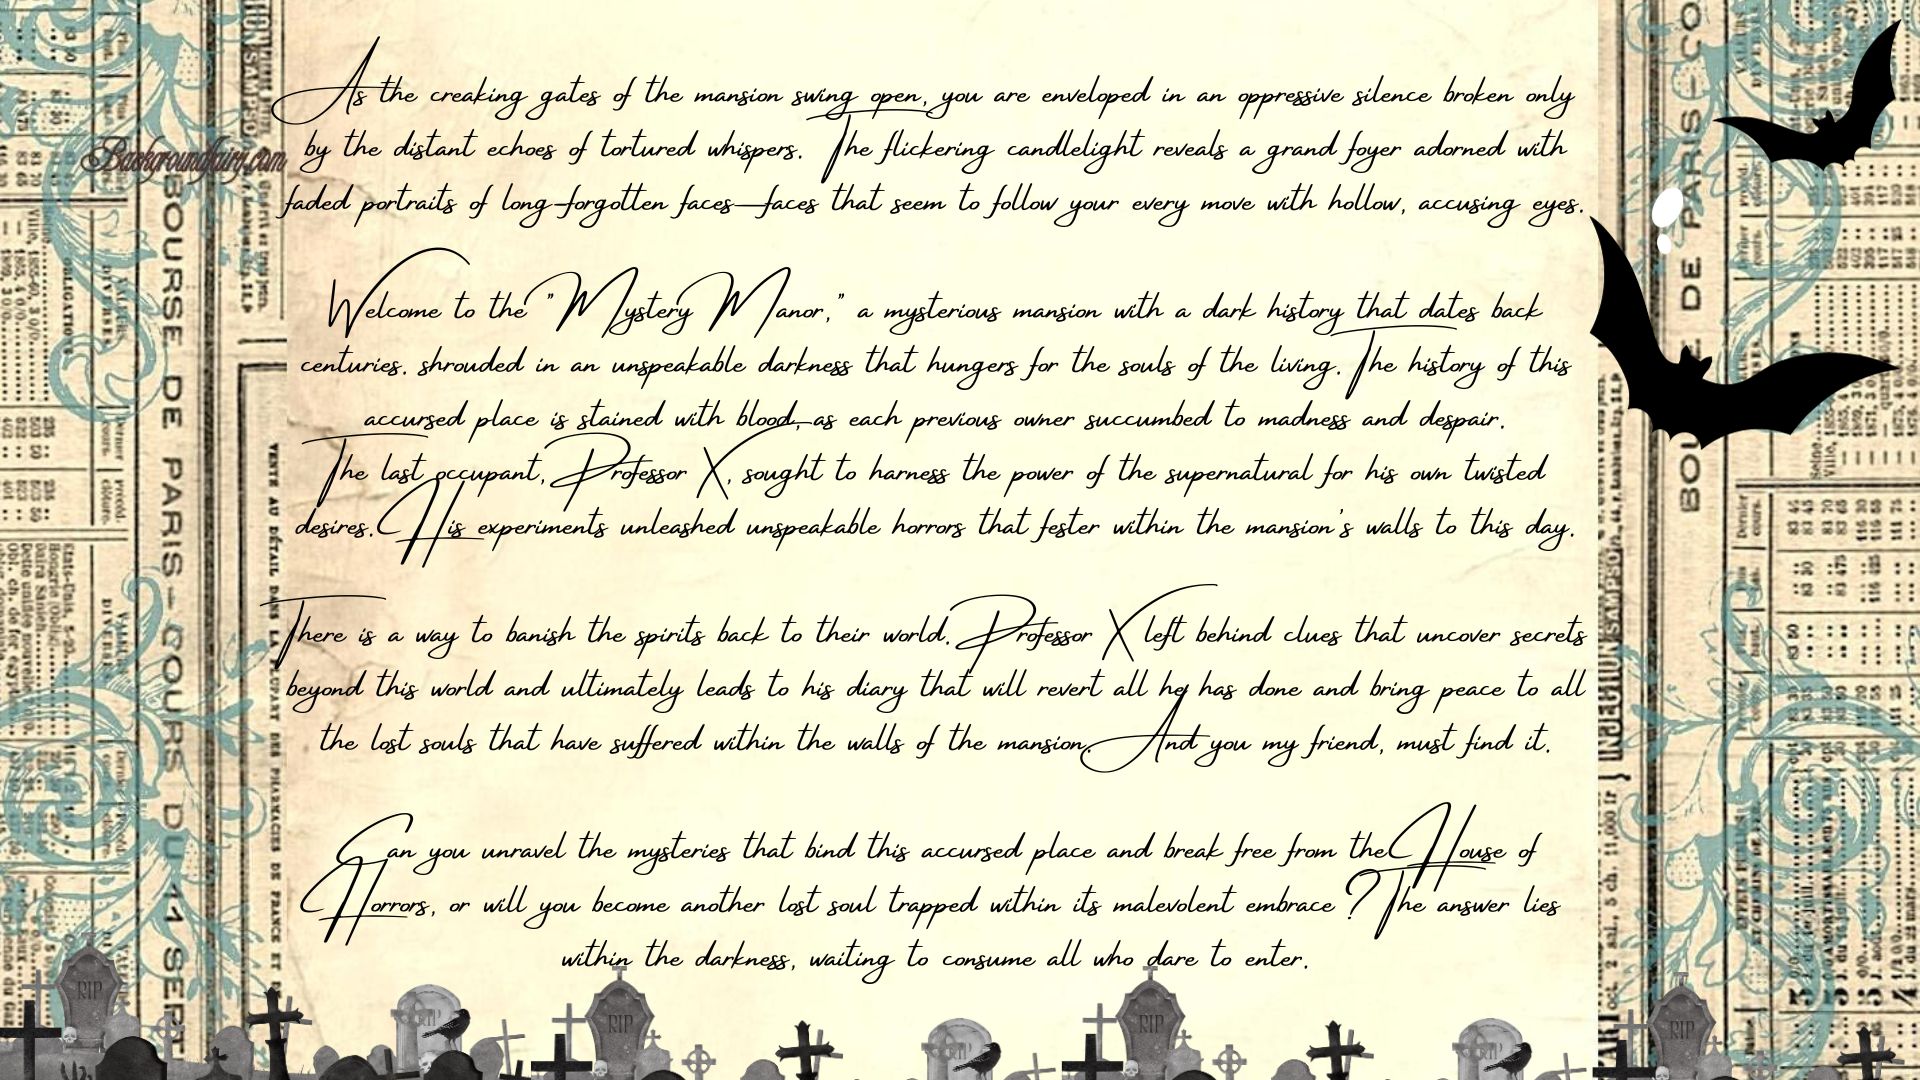 As the creaking gates of the mansion swing open, you are enveloped in an oppressive silence broken only
by the distant echoes of tortured whispers. The flickering candlelight reveals a grand foyer adorned with
faded portraits of long-forgotten faces—faces that seem to follow your every move with hollow, accusing eyes.
Welcome to the "Mystery Manor," a mysterious mansion with a dark history that dates back
centuries. shrouded in an unspeakable darkness that hungers for the souls of the living. The history of this
accursed place is stained with blood, as each previous owner succumbed to madness and despair.
The last occupant, Professor X, sought to harness the power of the supernatural for his own twisted
desires. His experiments unleashed unspeakable horrors that fester within the mansion's walls to this day.
There is a way to banish the spirits back to their world. Professor X left behind clues that uncover secrets
beyond this world and ultimately leads to his diary that will revert all he has done and bring peace to all
the lost souls that have suffered within the walls of the mansion. And you my friend, must find it.
Can you unravel the mysteries that bind this accursed place and break free from the House of
Horrors, or will you become another lost soul trapped within its malevolent embrace? The answer lies
within the darkness, waiting to consume all who dare to enter.
Backgroundfairy.com
BOURSE DE PARIS-COURS DU
DE PARIS-CO
RIP
RIP
RIP
RIP
RIP
RIP
RIP